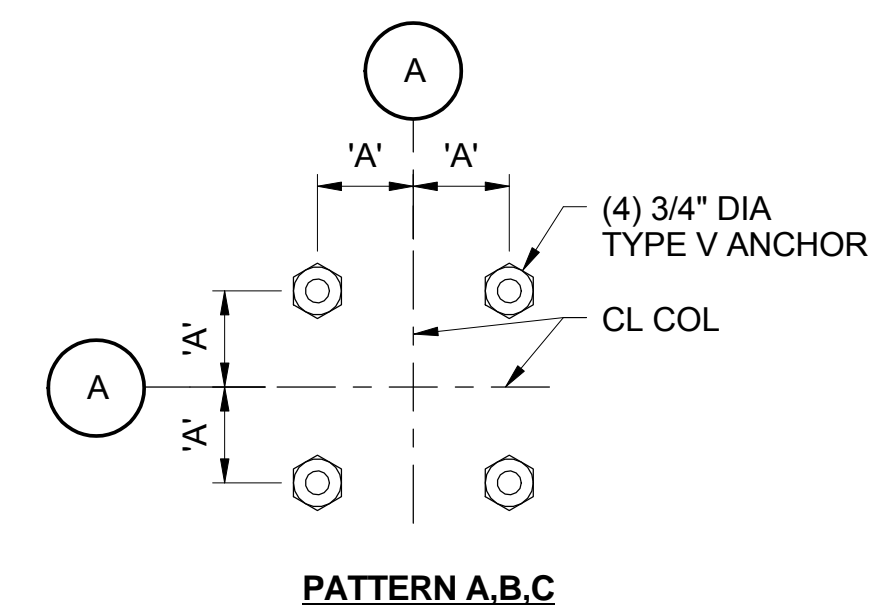 A
'A' 'A'
(4) 3/4" DIA
TYPE V ANCHOR
'A'
CL COL
A
'A'
PATTERN A,B,C